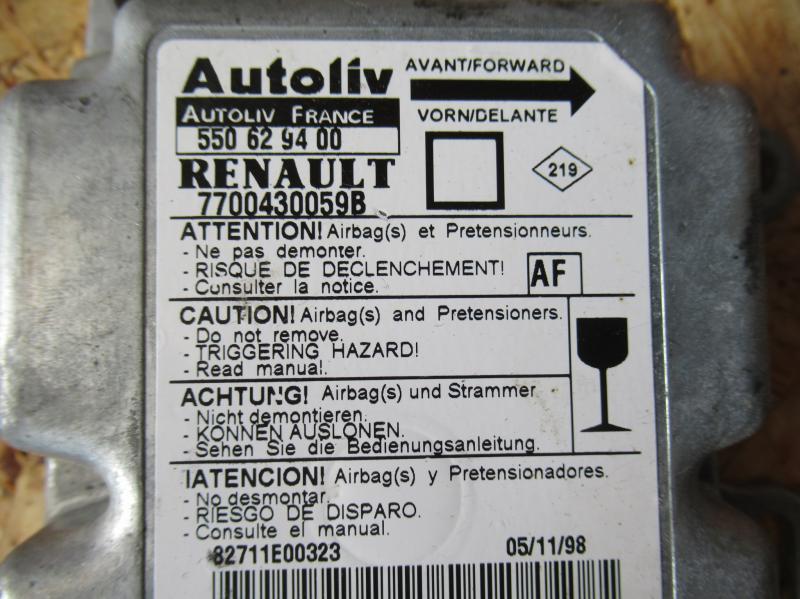 Autoliv
AVANT/FORWARD
AUTOLIV FRANCE
VORN/DELANTE
550 62 94 00
RENAULT
219
7700430059B
ATTENTION! Airbag(s) et Pretensionneurs.
- Ne pas demonter.
- RISQUE DE DECLENCHEMENT!
AF
- Consulter la notice.
CAUTION! Airbag(s) and Pretensioners.
- Do not remove.
- TRIGGERING HAZARD!
- Read manual.
ACHTUNG! Airbag(s) und Strammer
- Nicht demontieren.
- KONNEN AUSLONEN.
- Sehen Sie die Bedienungsanleitung.
!ATENCION! Airbag(s) y Pretensionadores.
- No desmontar.
- RIESGO DE DISPARO.
- Consulte el manual.
82711E00323
05/11/98